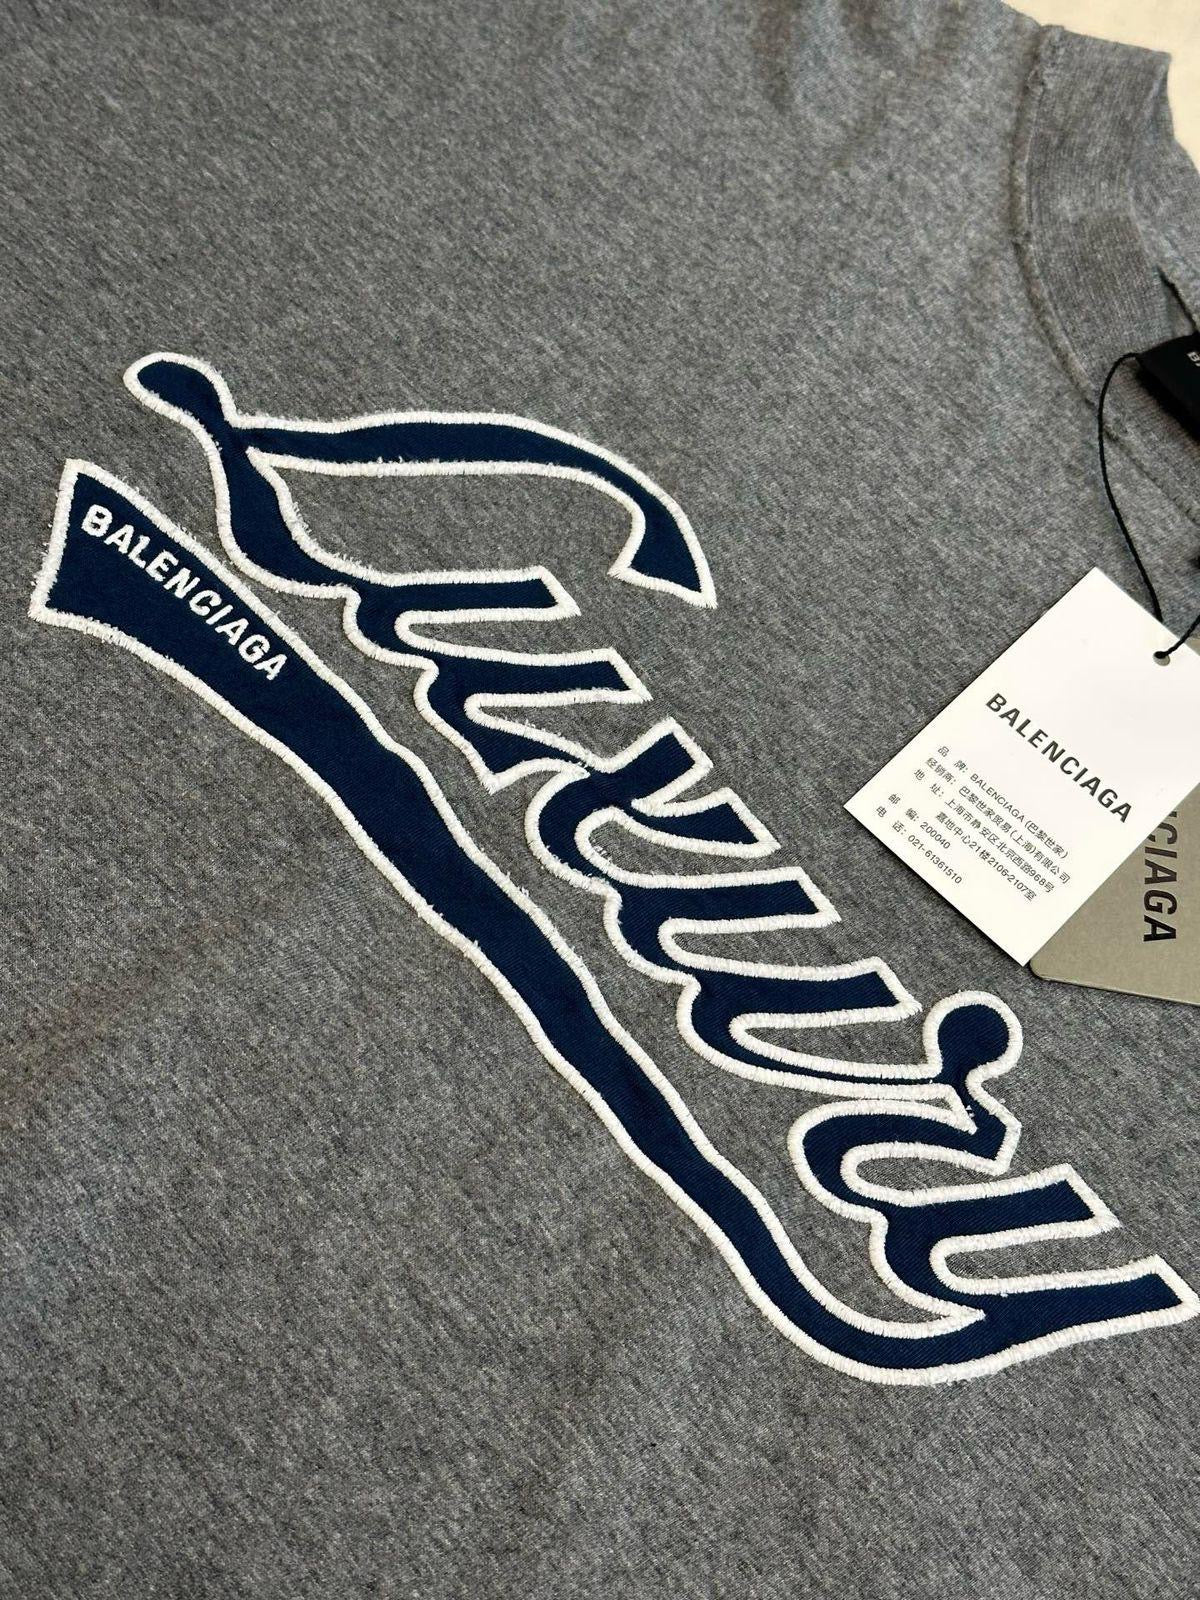 Luxury
BALENCIAGA
BALENCIAGA
品 牌: BALENCIAGA (巴黎世家)
经销商: 巴黎世家贸易(上海)有限公司
地 址: 上海市静安区北京西路968号
嘉地中心21楼2106-2107室
邮 编: 200040
电 话: 021-61361510
CIAGA